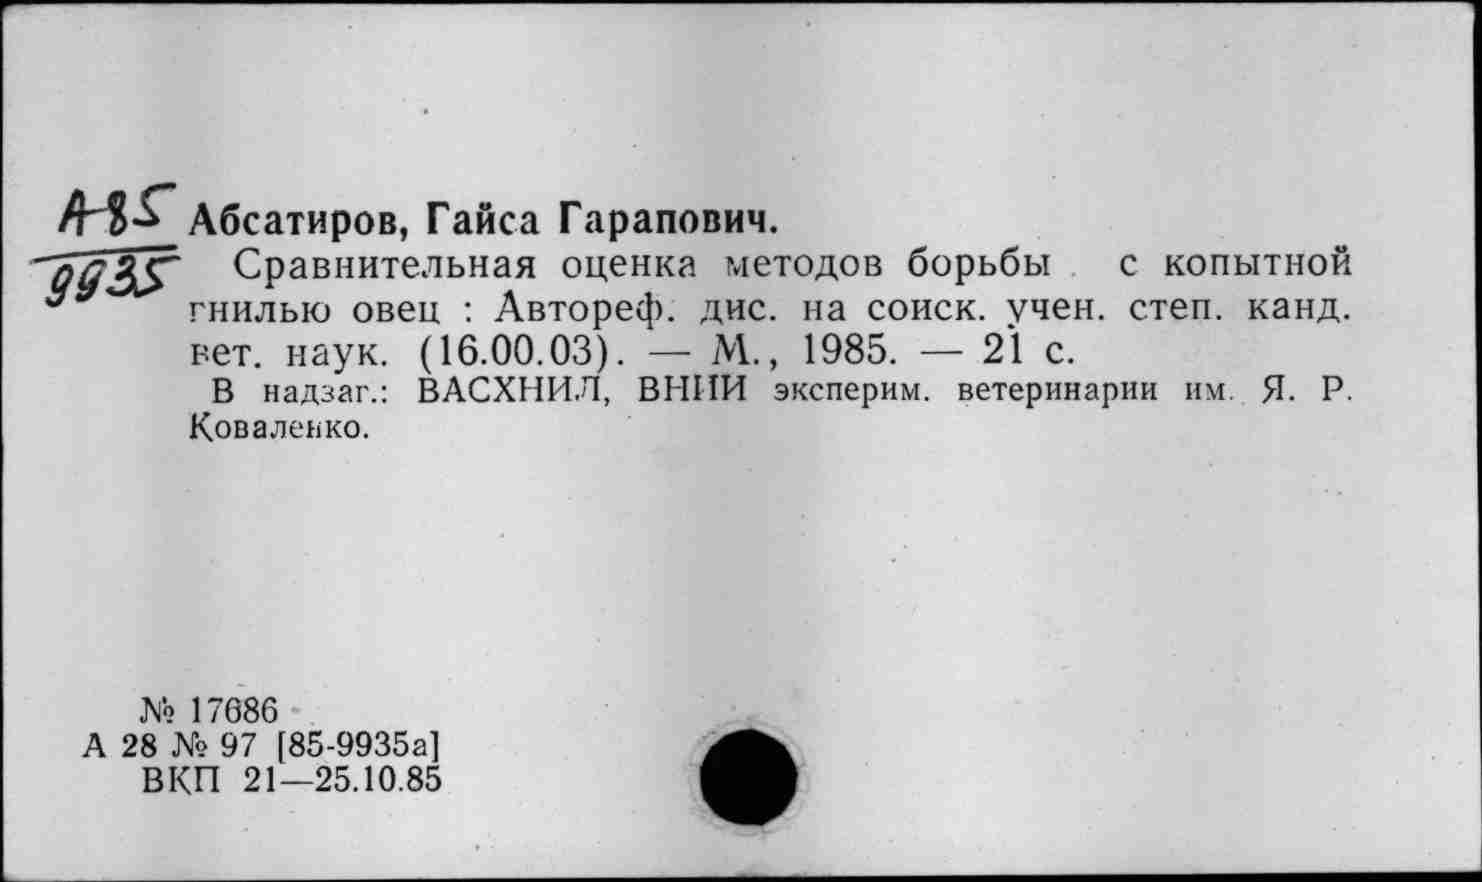 А-85 Абсатиров, Гайса Гарапович.
9935 Сравнительная оценка методов борьбы с копытной
гнилью овец : Автореф. дис. на соиск. учен. степ. канд.
вет. наук. (16.00.03). — М., 1985. — 21 с.
В надзаг.: ВАСХНИЛ, ВНИИ эксперим. ветеринарии им. Я. Р.
Коваленко.
№ 17686
А 28 № 97 [85-9935а]
ВКП 21—25.10.85